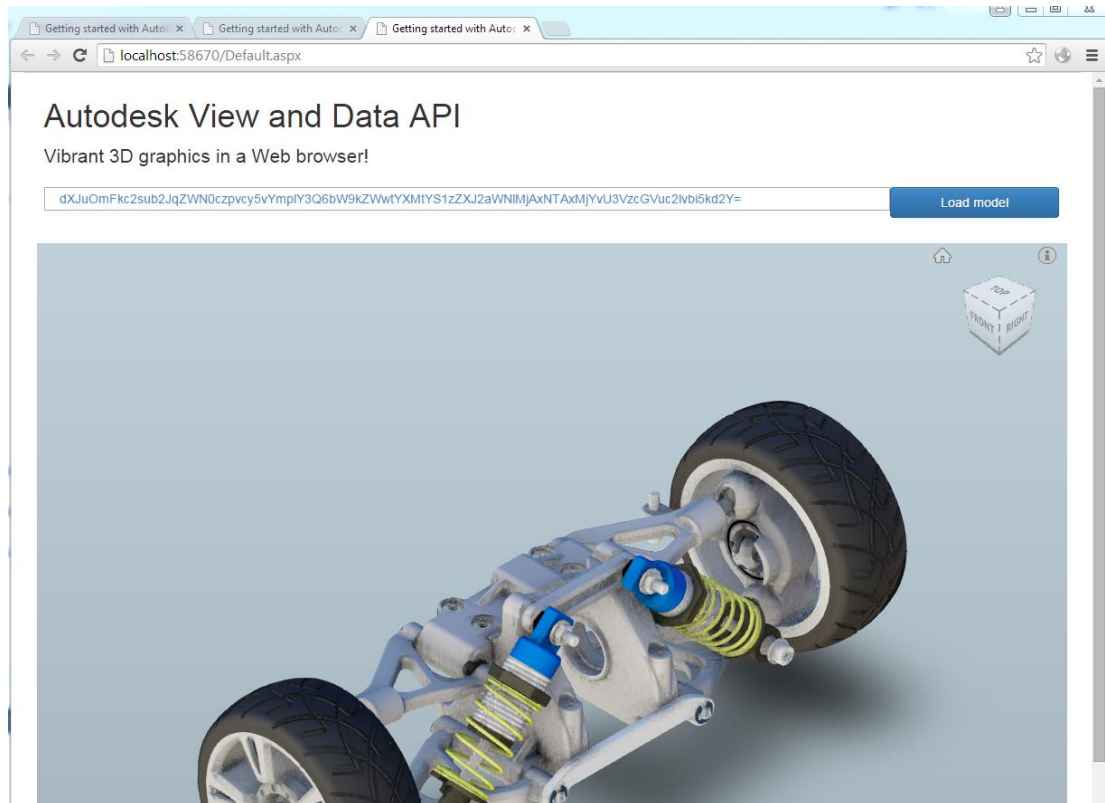 Getting started with Autod Getting started with Autoc Getting started with Autoc
localhost:58670/Default.aspx
Autodesk View and Data API
Vibrant 3D graphics in a Web browser!
dXJuOmFkc2sub2JqZWN0czpvcy5vYmplY3Q6bW9kZWwtYXMtYS1zZXJ2aWNlMjAxNTAxMjYvU3VzcGVuc2lvbi5kd2Y= Load model
TOP
FRONT RIGHT